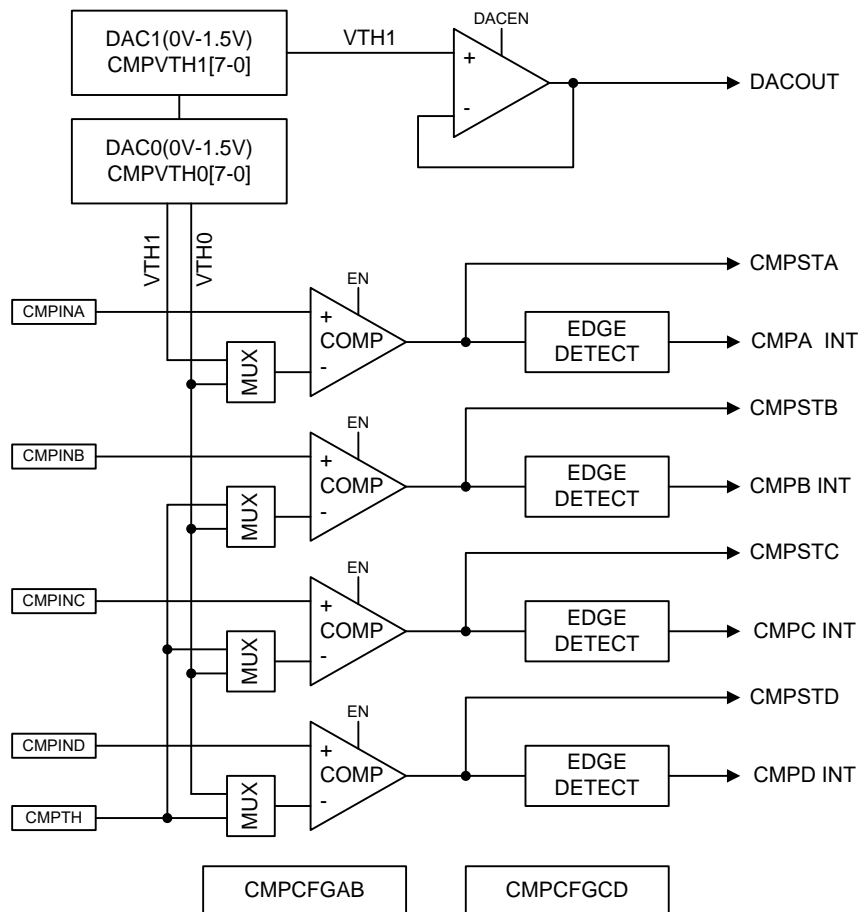 DAC1(0V-1.5V)
CMPVTH1[7-0]
VTH1
DACEN
+
-
DACOUT
DAC0(0V-1.5V)
CMPVTH0[7-0]
VTH1
VTH0
CMPSTA
EN
CMPINA
+
COMP
-
MUX
EDGE
DETECT
CMPA INT
CMPSTB
EN
CMPINB
+
COMP
-
MUX
EDGE
DETECT
CMPB INT
CMPSTC
EN
CMPINC
+
COMP
-
MUX
EDGE
DETECT
CMPC INT
CMPSTD
EN
CMPIND
+
COMP
-
MUX
EDGE
DETECT
CMPD INT
CMPTH
CMPCFGAB
CMPCFGCD